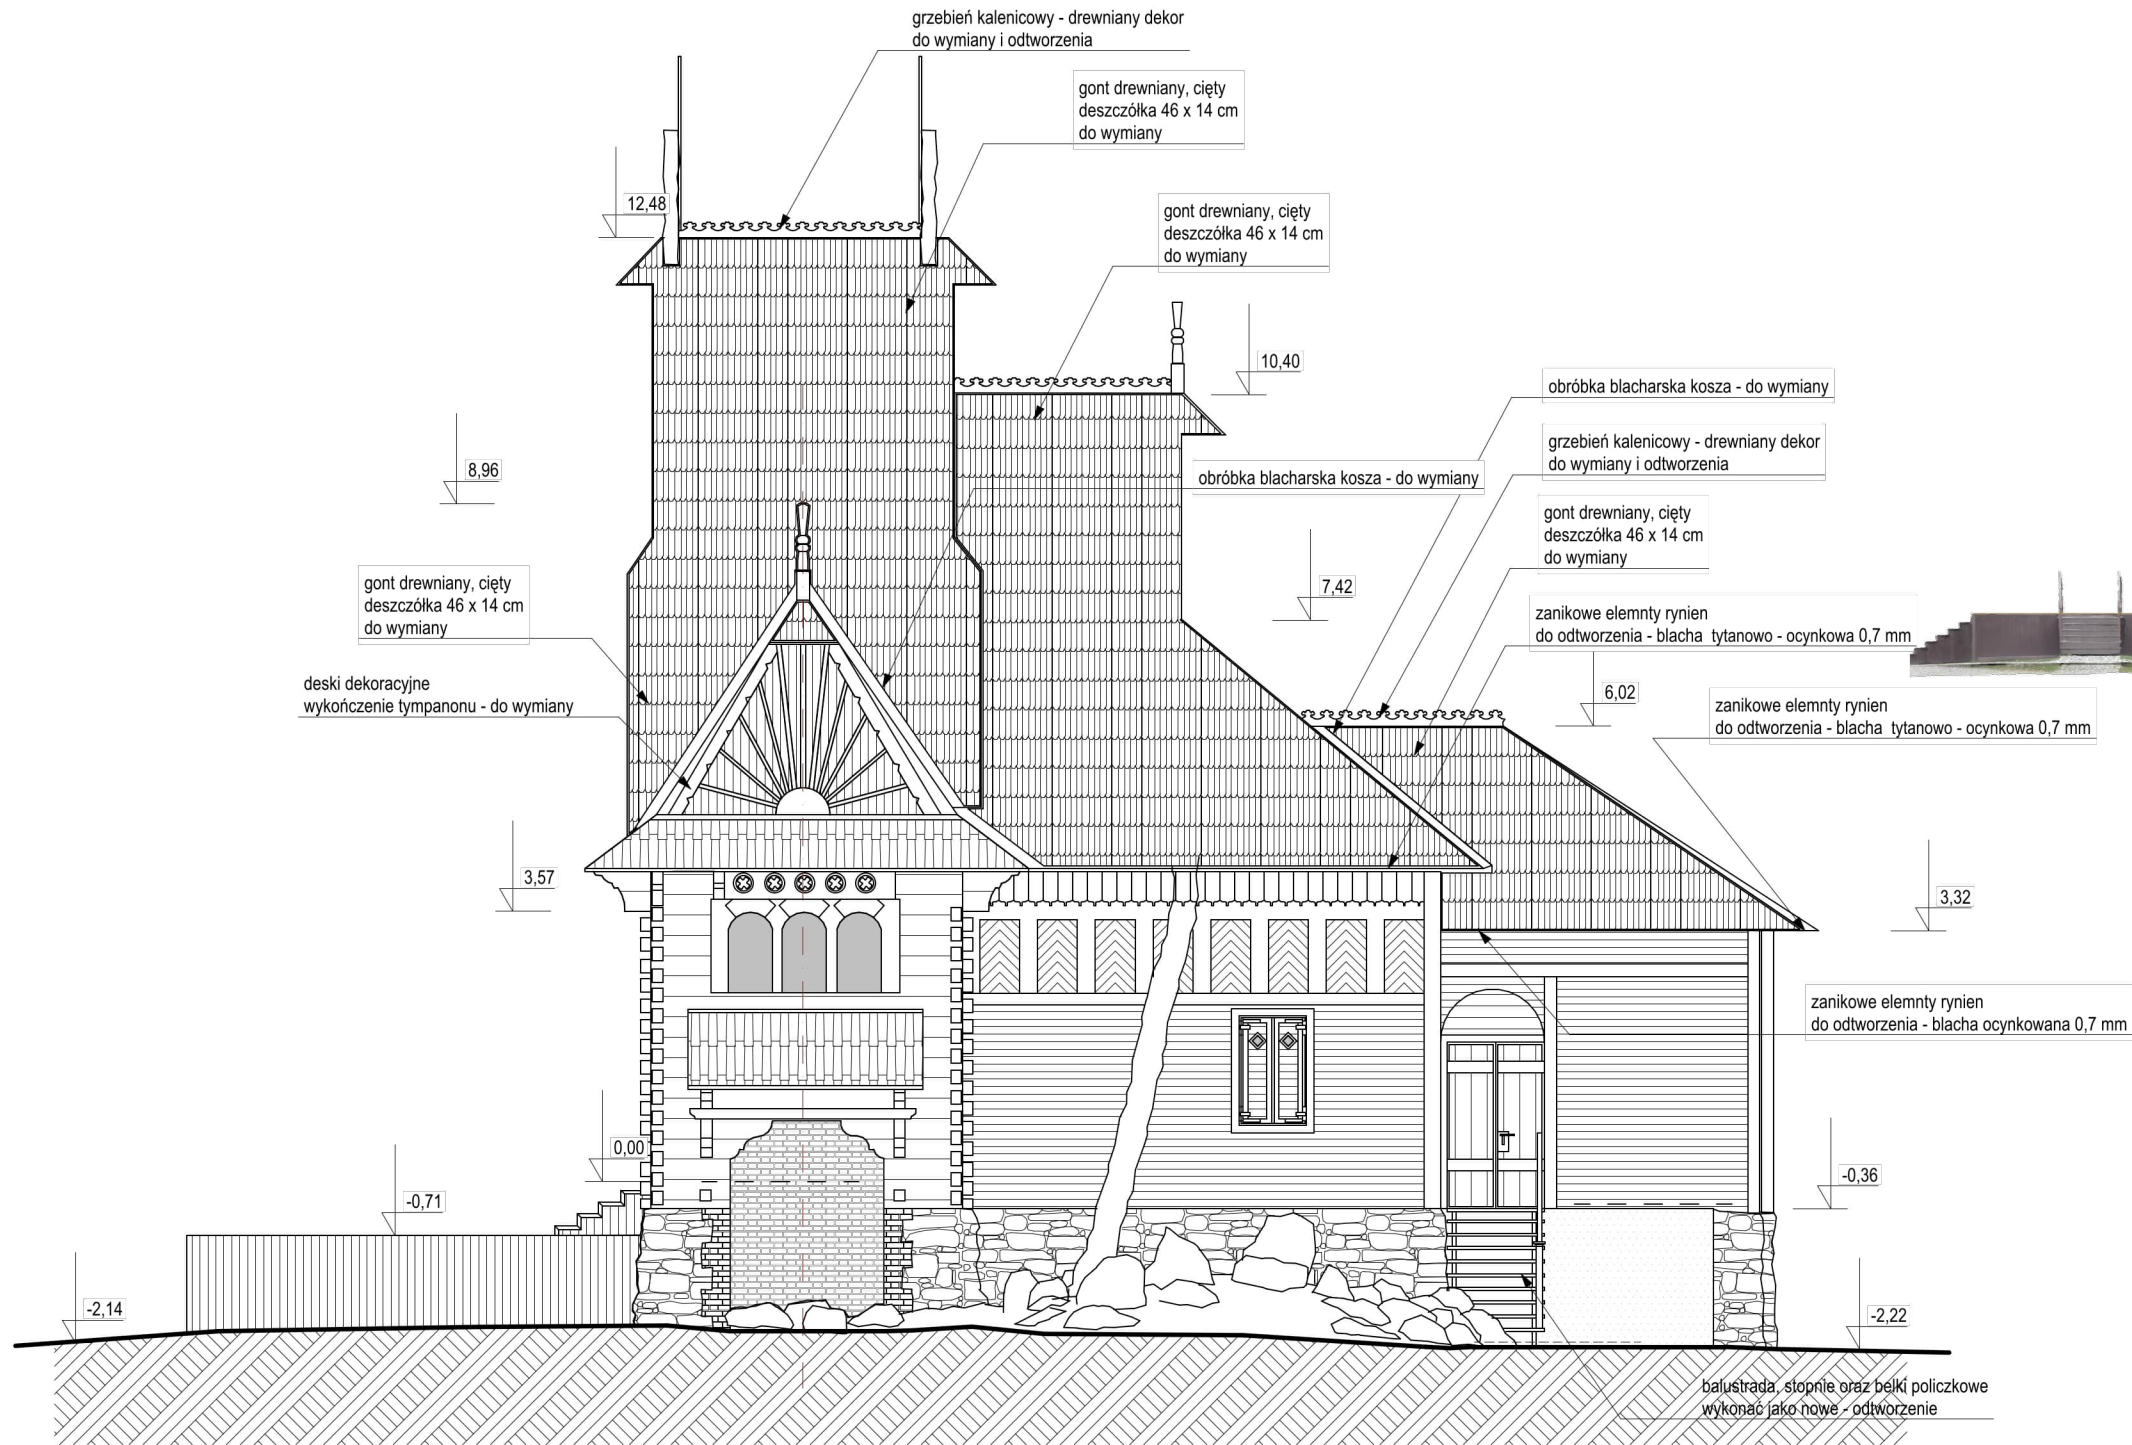 grzebień kalenicowy - drewniany dekor
do wymiany i odtworzenia
gont drewniany, cięty
deszczółka 46 x 14 cm
do wymiany
12,48
gont drewniany, cięty
deszczółka 46 x 14 cm
do wymiany
10,40
obróbka blacharska kosza - do wymiany
grzebień kalenicowy - drewniany dekor
do wymiany i odtworzenia
8,96
obróbka blacharska kosza - do wymiany
gont drewniany, cięty
deszczółka 46 x 14 cm
do wymiany
gont drewniany, cięty
deszczółka 46 x 14 cm
do wymiany
7,42
zanikowe elemnty rynien
do odtworzenia - blacha tytanowo - ocynkowa 0,7 mm
deski dekoracyjne
wykończenie tympanonu - do wymiany
6,02
zanikowe elemnty rynien
do odtworzenia - blacha tytanowo - ocynkowa 0,7 mm
3,57
3,32
zanikowe elemnty rynien
do odtworzenia - blacha ocynkowana 0,7 mm
0,00
-0,36
-0,71
-2,14
-2,22
balustrada, stopnie oraz belki policzkowe
wykonać jako nowe - odtworzenie